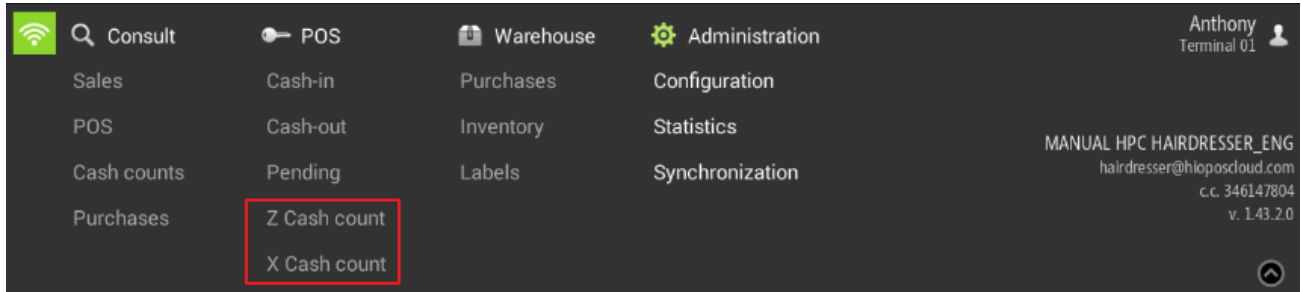 Consult
Sales
POS
Cash counts
Purchases
POS
Cash-in
Cash-out
Pending
Z Cash count
X Cash count
Warehouse
Purchases
Inventory
Labels
Administration
Configuration
Statistics
Synchronization
Anthony
Terminal 01
MANUAL HPC HAIRDRESSER_ENG
hairdresser@hioposcloud.com
c.c. 346147804
v. 1.43.2.0